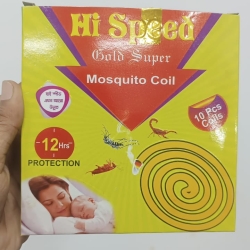 Hi Speed
Gold Super
Mosquito Coil
10 Pcs
Coils
12 Hrs
PROTECTION